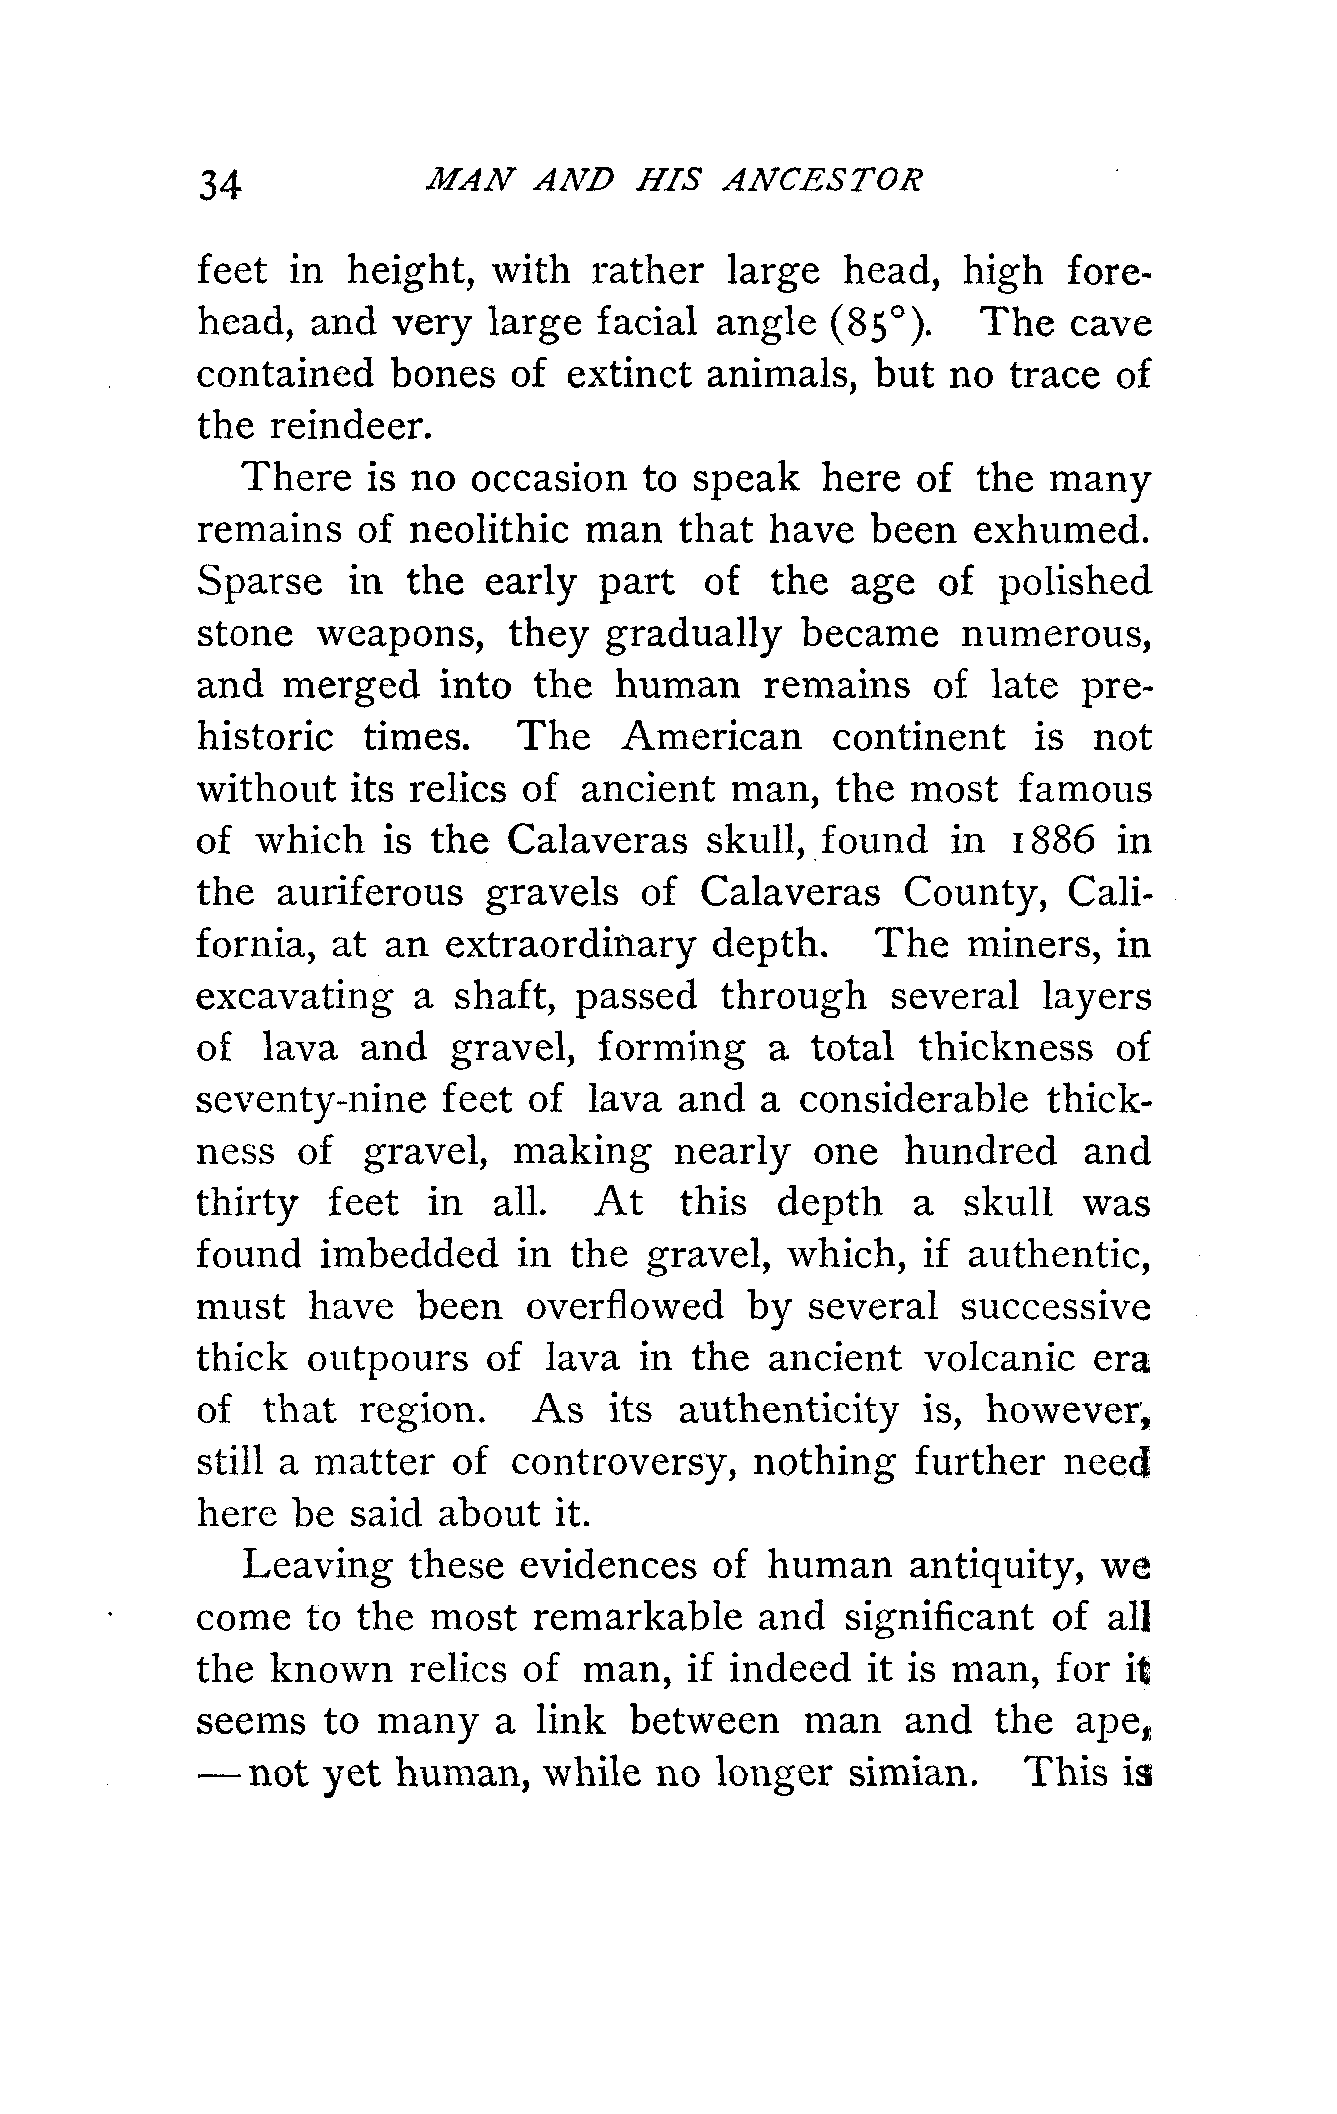 34 MAN AND HIS ANCESTOR
feet in height, with rather large head, high fore-
head, and very large facial angle (85°). The cave
contained bones of extinct animals, but no trace of
the reindeer.
There is no occasion to speak here of the many
remains of neolithic man that have been exhumed.
Sparse in the early part of the age of polished
stone weapons, they gradually became numerous,
and merged into the human remains of late pre-
historic times. The American continent is not
without its relics of ancient man, the most famous
of which is the Calaveras skull, found in 1886 in
the auriferous gravels of Calaveras County, Cali-
fornia, at an extraordinary depth. The miners, in
excavating a shaft, passed through several layers
of lava and gravel, forming a total thickness of
seventy-nine feet of lava and a considerable thick-
ness of gravel, making nearly one hundred and
thirty feet in all. At this depth a skull was
found imbedded in the gravel, which, if authentic,
must have been overflowed by several successive
thick outpours of lava in the ancient volcanic era
of that region. As its authenticity is, however,
still a matter of controversy, nothing further need
here be said about it.
Leaving these evidences of human antiquity, we
come to the most remarkable and significant of all
the known relics of man, if indeed it is man, for it
seems to many a link between man and the ape,
— not yet human, while no longer simian. This is